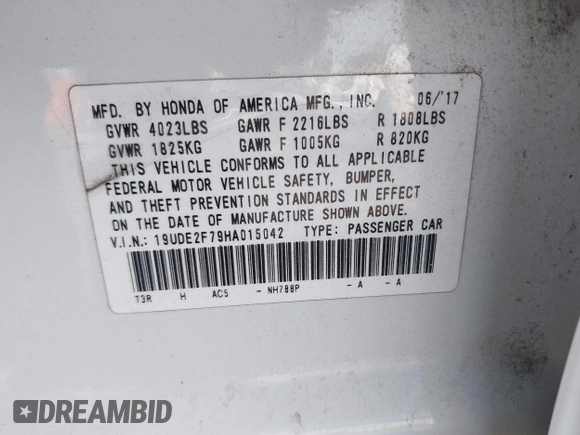 MFD. BY HONDA OF AMERICA MFG., INC. 06/'17
GVWR 4023LBS GAWR F 2216LBS R 1808LBS
GVWR 1825KG GAWR F 1005KG R 820KG
THIS VEHICLE CONFORMS TO ALL APPLICABLE
FEDERAL MOTOR VEHICLE SAFETY, BUMPER,
AND THEFT PREVENTION STANDARDS IN EFFECT
ON THE DATE OF MANUFACTURE SHOWN ABOVE.
V.I.N.: 19UDE2F79HA015042 TYPE: PASSENGER CAR
T3R H AC5 - NH788P - A - A
DREAMBID